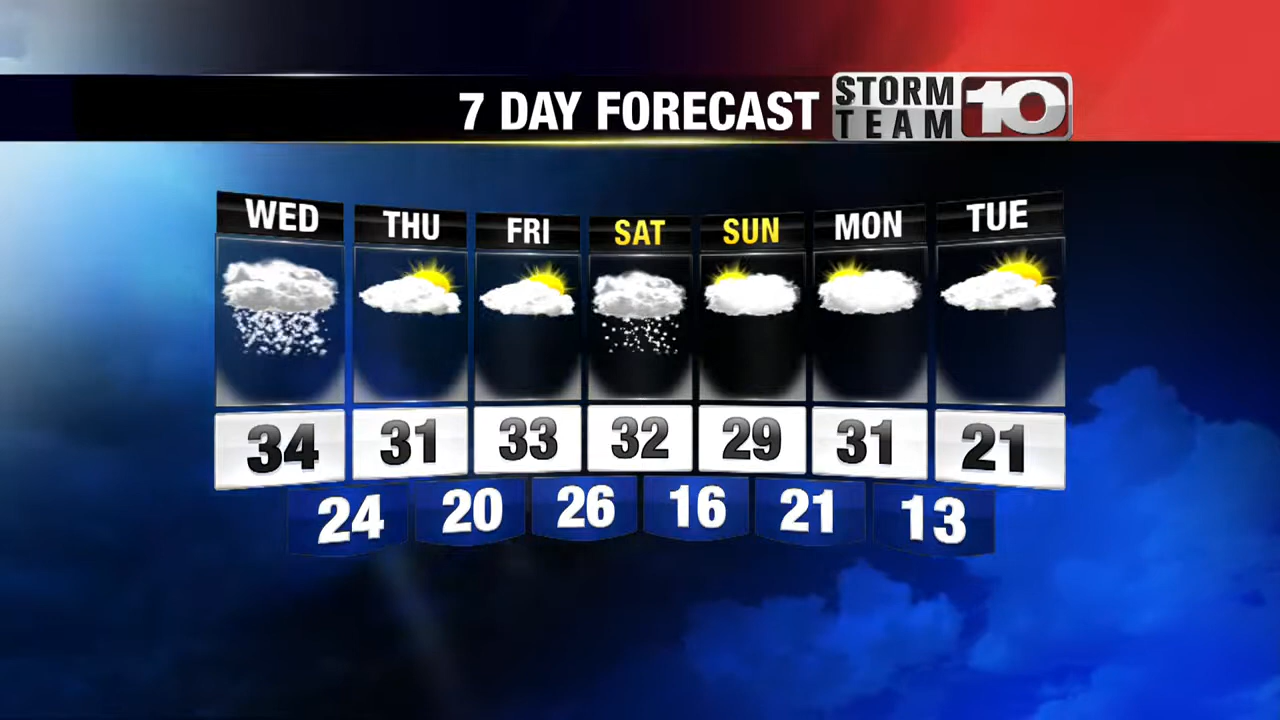 7 DAY FORECAST
STORM TEAM 10
WED THU FRI SAT SUN MON TUE
34 31 33 32 29 31 21
24 20 26 16 21 13